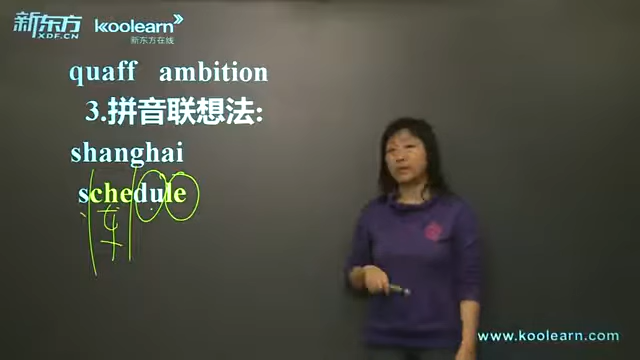 新东方 koolearn
XDF.CN 新东方在线
quaff ambition
3.拼音联想法:
shanghai
schedule
www.koolearn.com